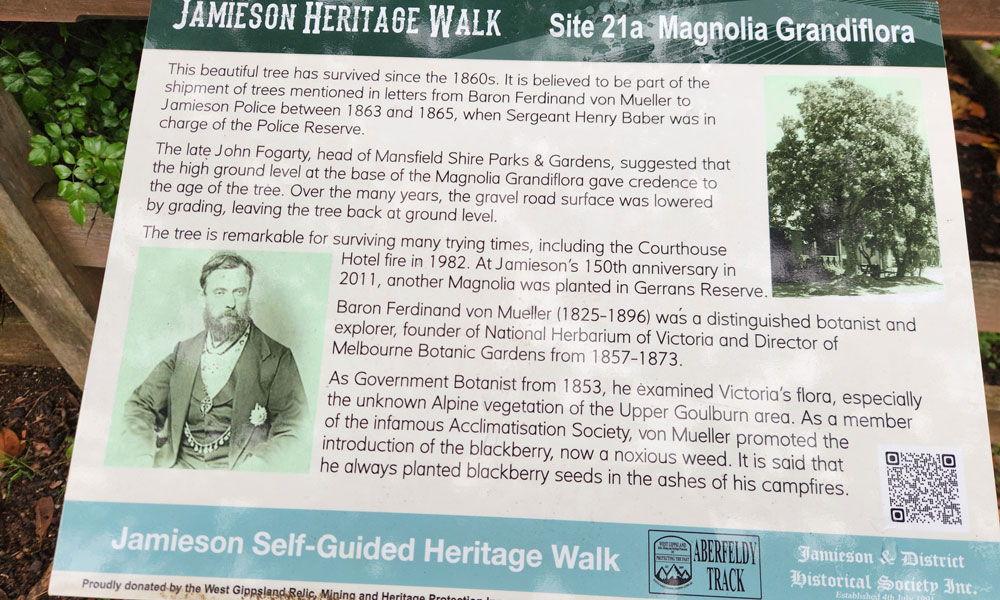 JAMIESON HERITAGE WALK
Site 21a Magnolia Grandiflora
This beautiful tree has survived since the 1860s. It is believed to be part of the
shipment of trees mentioned in letters from Baron Ferdinand von Mueller to
Jamieson Police between 1863 and 1865, when Sergeant Henry Baber was in
charge of the Police Reserve.
The late John Fogarty, head of Mansfield Shire Parks & Gardens, suggested that
the high ground level at the base of the Magnolia Grandiflora gave credence to
the age of the tree. Over the many years, the gravel road surface was lowered
by grading, leaving the tree back at ground level.
The tree is remarkable for surviving many trying times, including the Courthouse
Hotel fire in 1982. At Jamieson's 150th anniversary in
2011, another Magnolia was planted in Gerrans Reserve.
Baron Ferdinand von Mueller (1825-1896) was a distinguished botanist and
explorer, founder of National Herbarium of Victoria and Director of
Melbourne Botanic Gardens from 1857-1873.
As Government Botanist from 1853, he examined Victoria's flora, especially
the unknown Alpine vegetation of the Upper Goulburn area. As a member
of the infamous Acclimatisation Society, von Mueller promoted the
introduction of the blackberry, now a noxious weed. It is said that
he always planted blackberry seeds in the ashes of his campfires.
Jamieson Self-Guided Heritage Walk
WEST GIPPSLAND
PROTECTING THE PAST
ABERFELDY
TRACK
Jamieson & District
Historical Society Inc.
Established 4th July 1991
Proudly donated by the West Gippsland Relic, Mining and Heritage Protection